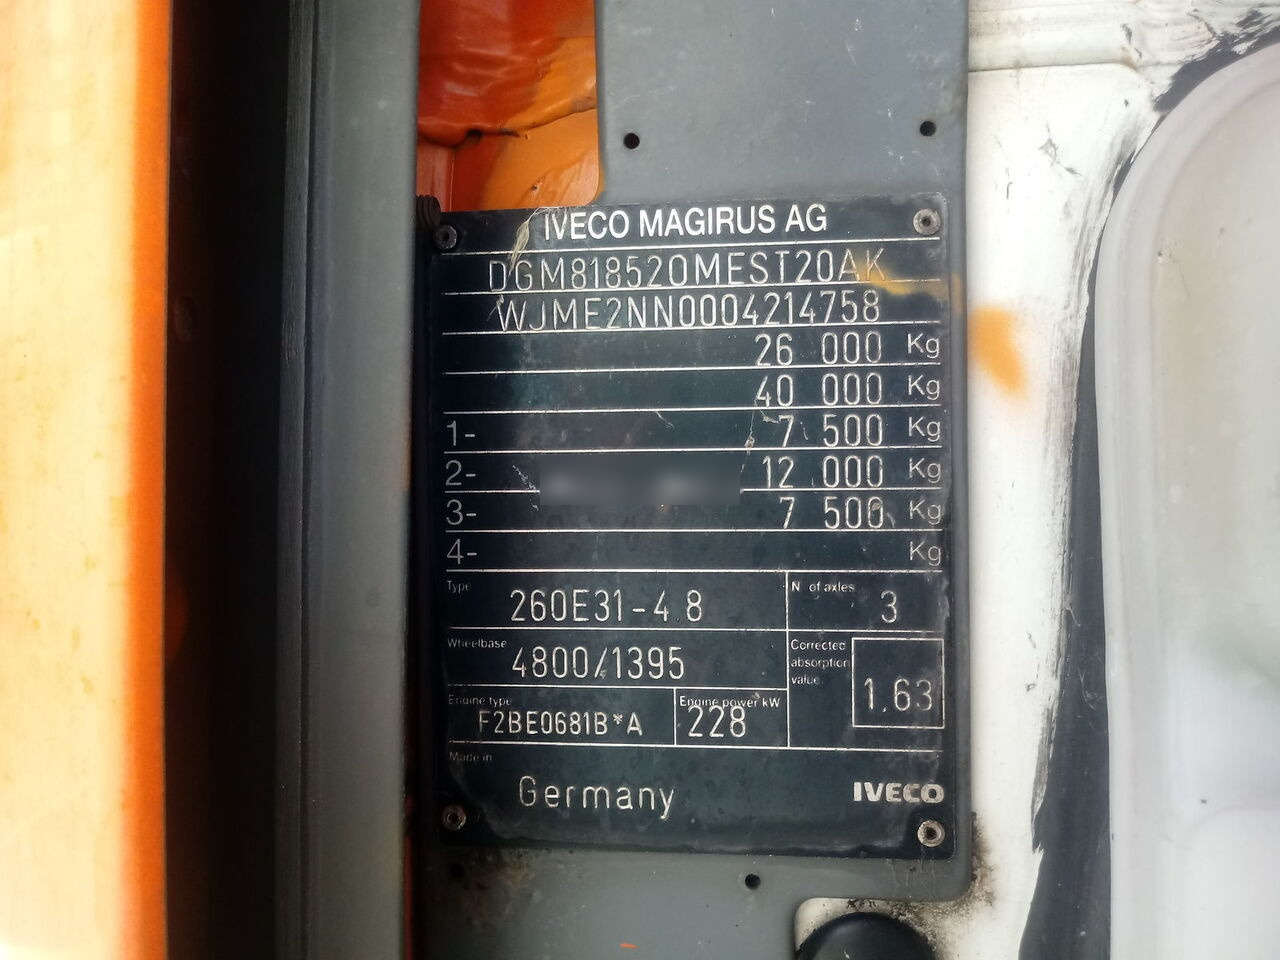 IVECO MAGIRUS AG
DGM818520MEST20AK
WJME2NN0004214758
26 000 Kg
40 000 Kg
1- 7 500 Kg
2- 12 000 Kg
3- 7 500 Kg
4- Kg
Type 260E31-4.8 N of axles 3
Wheelbase 4800/1395 Corrected absorption value 1.63
Engine type F2BE0681B*A Engine power kW 228
Made in
Germany IVECO